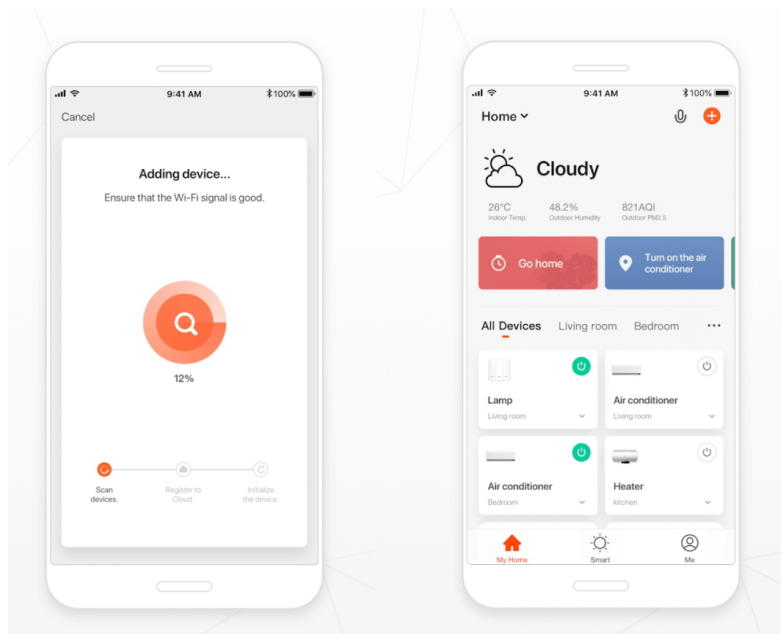 9:41 AM
100%
Cancel
Adding device...
Ensure that the Wi-Fi signal is good.
12%
Scan
devices.
Register to
Cloud.
Initialize
the device.
9:41 AM
100%
Home
Cloudy
26°C
Indoor Temp.
48.2%
Outdoor Humidity
821AQI
Outdoor PM2.5
Go home
Turn on the air
conditioner
All Devices
Living room
Bedroom
...
Lamp
Living room
Air conditioner
Living room
Air conditioner
Bedroom
Heater
kitchen
My Home
Smart
Me